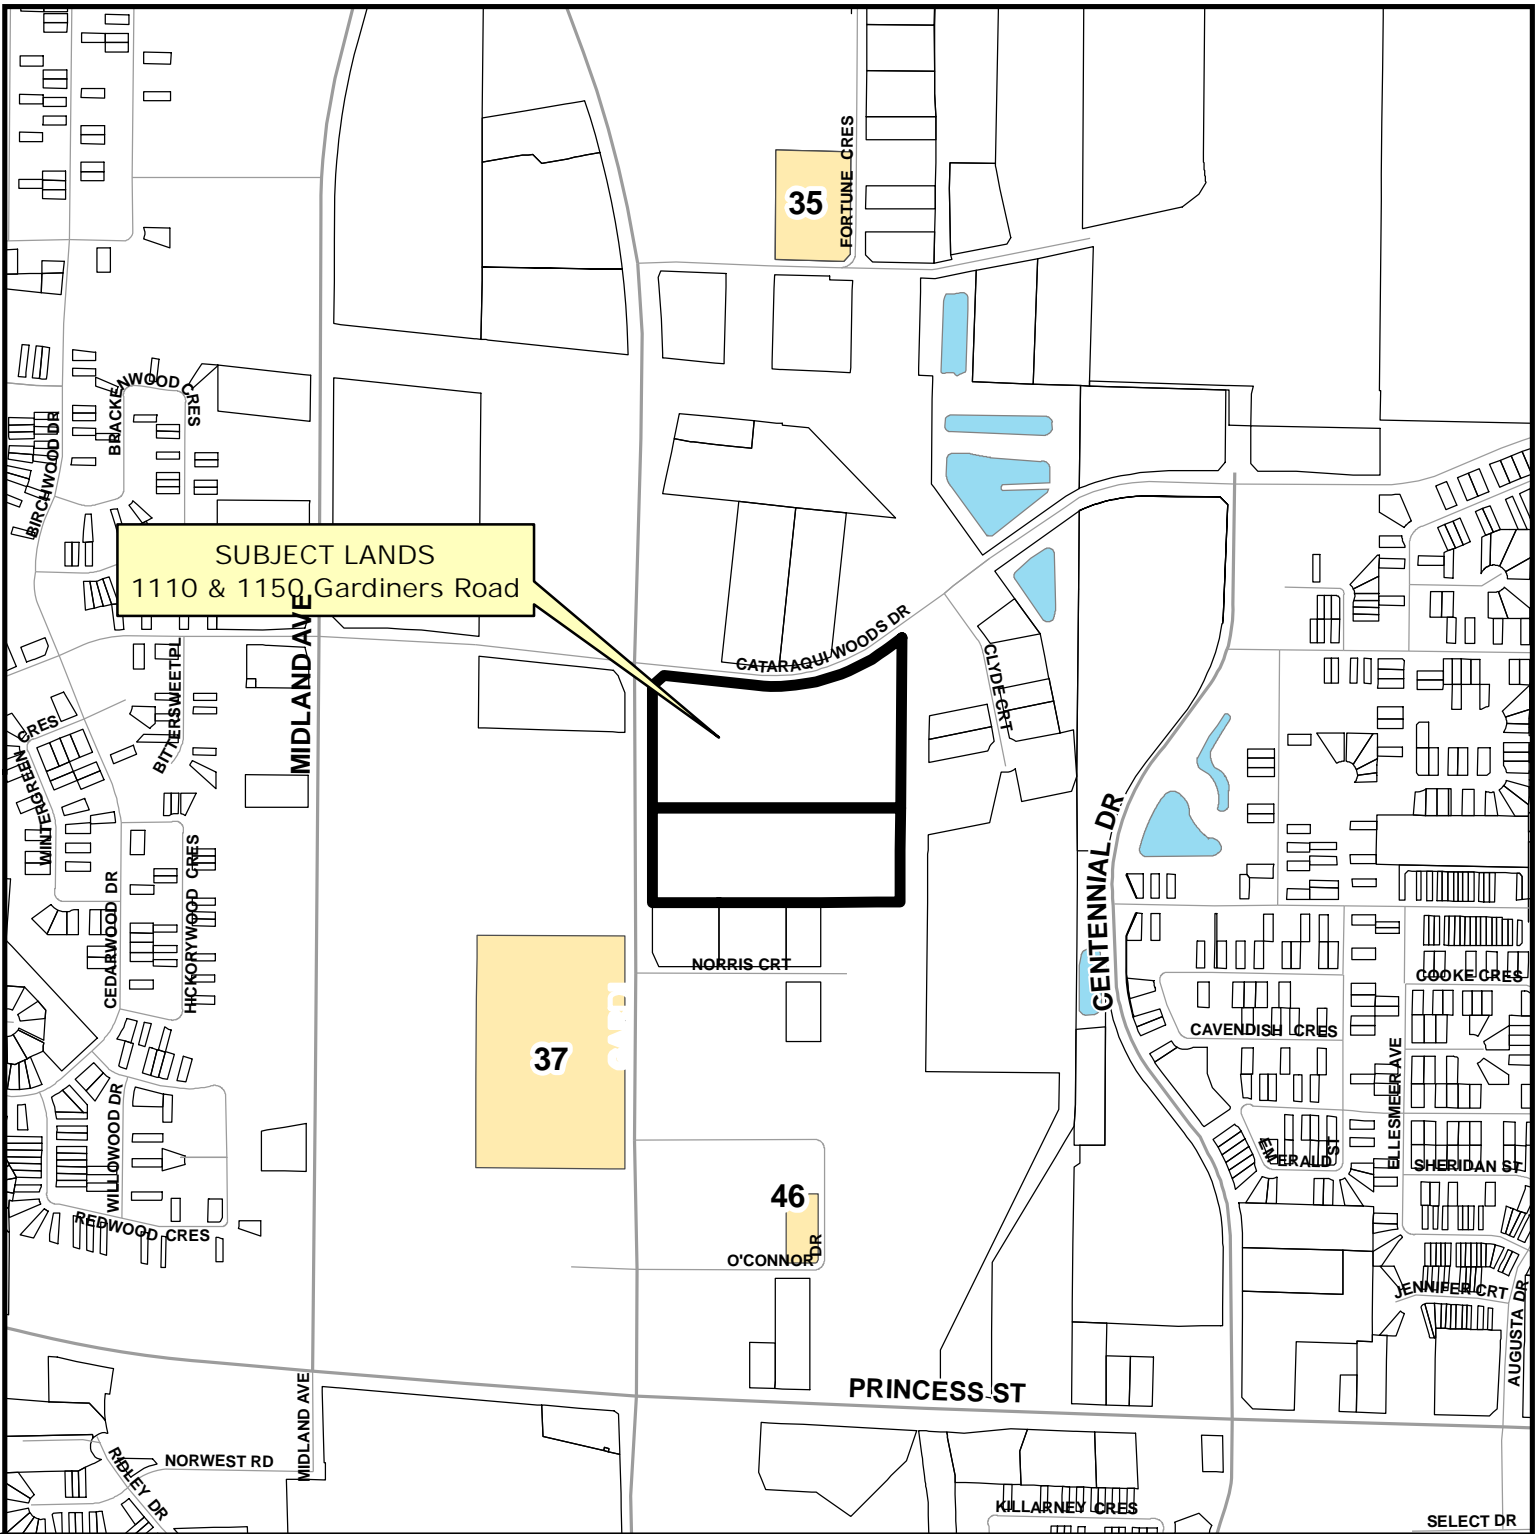 FORTUNE CRES
35
BRACKENWOOD CRES
BIRCHWOOD DR
SUBJECT LANDS
1110 & 1150 Gardiners Road
MIDLAND AVE
CATARAQUI WOODS DR
CLYDE CRT
BITTERSWEET PL
WINTERGREEN CRES
CENTENNIAL DR
CEDARWOOD DR
HICKORYWOOD CRES
NORRIS CRT
COOKE CRES
CAVENDISH CRES
37
ELLESMEER AVE
WILLOWOOD DR
EMERALD ST
SHERIDAN ST
46
REDWOOD CRES
O'CONNOR DR
JENNIFER CRT
AUGUSTA DR
PRINCESS ST
MIDLAND AVE
NORWEST RD
RIDLEY DR
KILLARNEY CRES
SELECT DR